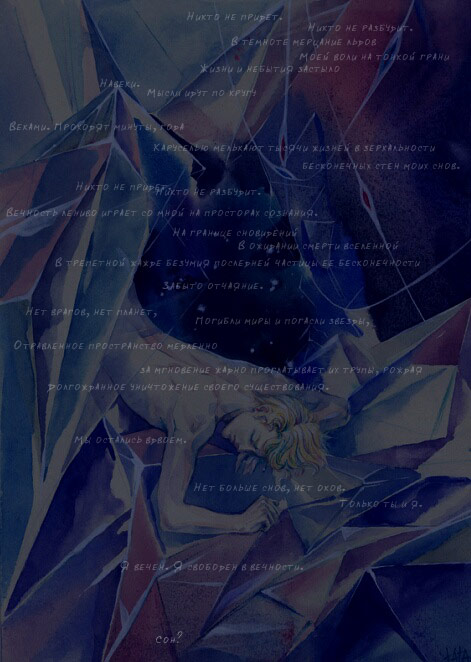 Никто не придет.
Никто не разбудит.
В темноте мерцание льдов
Моей воли на тонкой грани
Жизни и небытия застыло
Навеки.
Мысли идут по кругу
Веками. Проходят минуты, года
Каруселью мелькают тысячи жизней в зеркальности
бесконечных стен моих снов.
Никто не придет.
Никто не разбудит.
Вечность лениво играет со мной на просторах сознания.
На границе сновидений
В ожидании смерти вселенной
В трепетной жажде безумия последней частицы ее бесконечности
Забыто отчаяние.
Нет врагов, нет планет,
Погибли миры и погасли звезды,
Отравленное пространство медленно
за мгновение жадно проглатывает их трупы, рождая
Долгожданное уничтожение своего существования.
Мы остались вдвоем.
Нет больше снов, нет оков.
Только ты и я.
Я вечен. Я свободен в вечности.
сон?